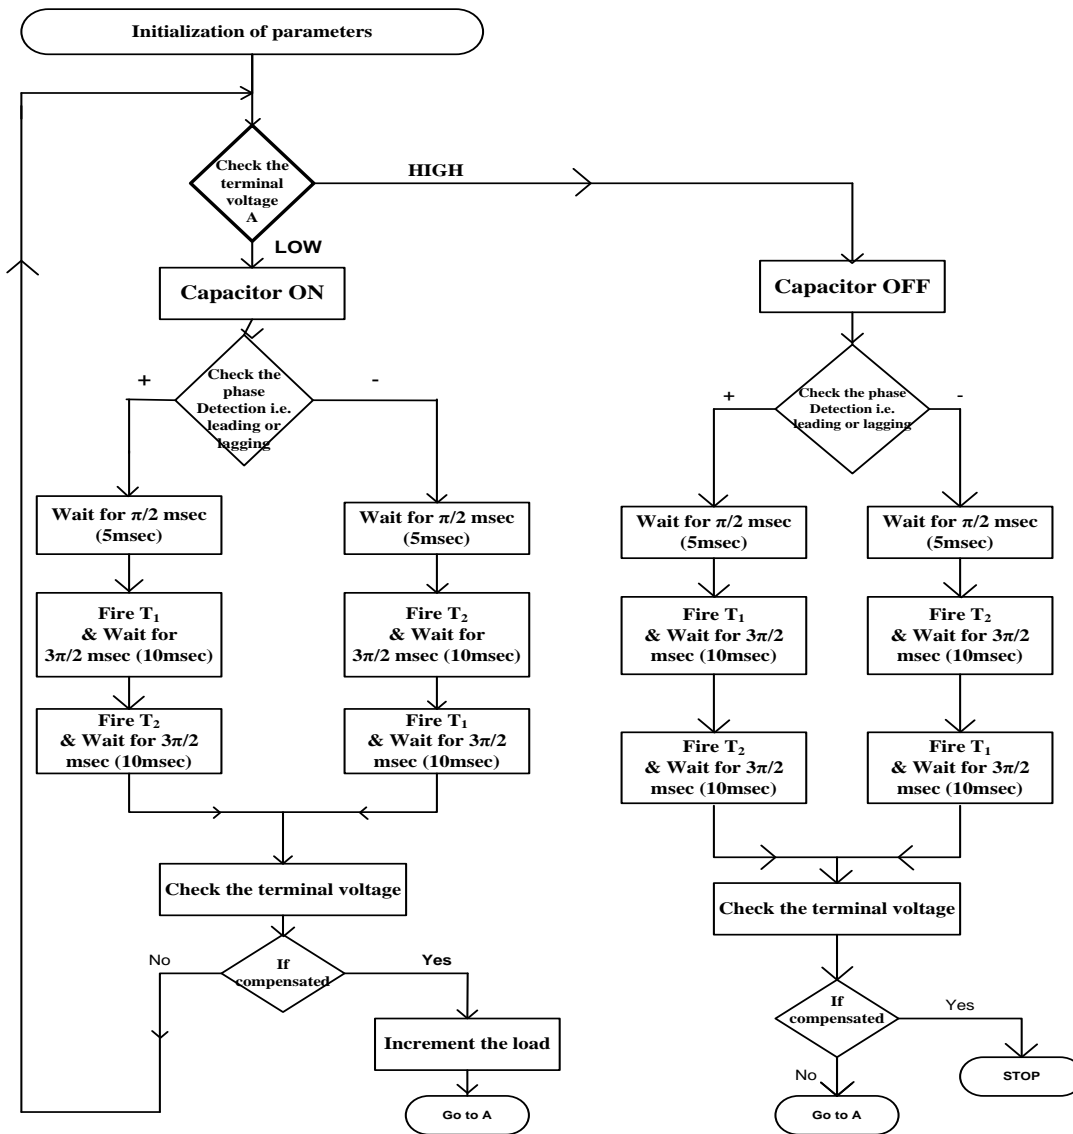 Initialization of parameters
Check the
terminal
voltage
A
HIGH
LOW
Capacitor ON
Check the
phase
Detection i.e.
leading or
lagging
+
-
Wait for π/2 msec
(5msec)
Wait for π/2 msec
(5msec)
Fire T₁
& Wait for
3π/2 msec (10msec)
Fire T₂
& Wait for
3π/2 msec (10msec)
Fire T₂
& Wait for 3π/2
msec (10msec)
Fire T₁
& Wait for 3π/2
msec (10msec)
Check the terminal voltage
If
compensated
No
Yes
Increment the load
Go to A
Capacitor OFF
Check the phase
Detection i.e.
leading or lagging
+
-
Wait for π/2 msec
(5msec)
Wait for π/2 msec
(5msec)
Fire T₁
& Wait for 3π/2
msec (10msec)
Fire T₂
& Wait for 3π/2
msec (10msec)
Fire T₂
& Wait for 3π/2
msec (10msec)
Fire T₁
& Wait for 3π/2
msec (10msec)
Check the terminal voltage
If
compensated
Yes
STOP
No
Go to A